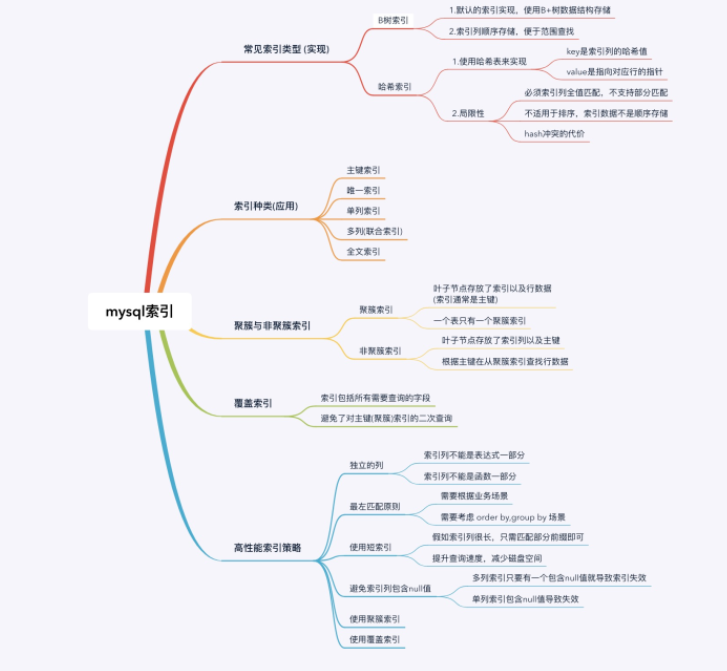 mysql索引
常见索引类型 (实现)
B树索引
1.默认的索引实现，使用B+树数据结构存储
2.索引列顺序存储，便于范围查找
哈希索引
1.使用哈希表来实现
key是索引列的哈希值
value是指向对应行的指针
2.局限性
必须索引列全值匹配，不支持部分匹配
不适用于排序，索引数据不是顺序存储
hash冲突的代价
索引种类(应用)
主键索引
唯一索引
单列索引
多列(联合索引)
全文索引
聚簇与非聚簇索引
聚簇索引
叶子节点存放了索引以及行数据
(索引通常是主键)
一个表只有一个聚簇索引
非聚簇索引
叶子节点存放了索引列以及主键
根据主键在从聚簇索引查找行数据
覆盖索引
索引包括所有需要查询的字段
避免了对主键(聚簇)索引的二次查询
高性能索引策略
独立的列
索引列不能是表达式一部分
索引列不能是函数一部分
最左匹配原则
需要根据业务场景
需要考虑 order by,group by 场景
使用短索引
假如索引列很长，只需匹配部分前缀即可
提升查询速度，减少磁盘空间
避免索引列包含null值
多列索引只要有一个包含null值就导致索引失效
单列索引包含null值导致失效
使用聚簇索引
使用覆盖索引